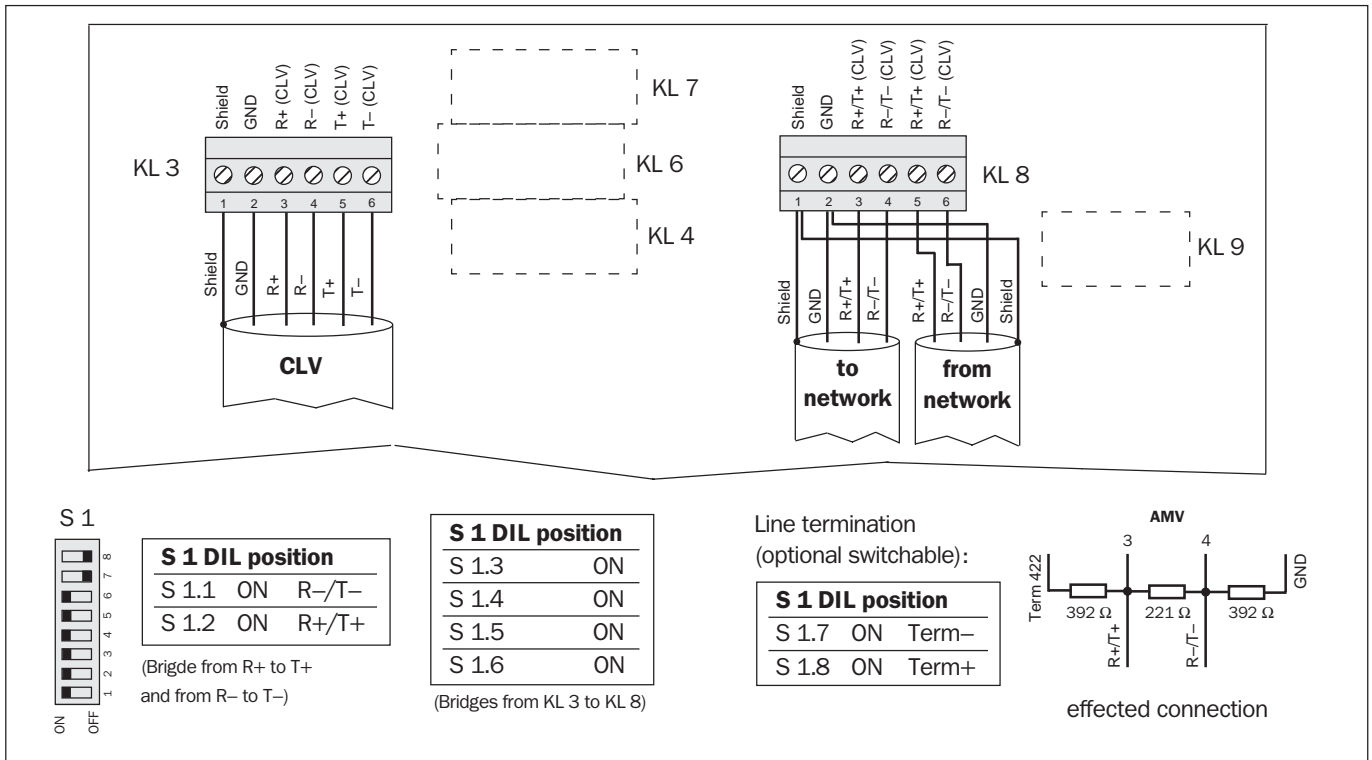 Shield
GND
R+ (CLV)
R– (CLV)
T+ (CLV)
T– (CLV)
KL 3
1 2 3 4 5 6
Shield
GND
R+
R–
T+
T–
CLV
KL 7
KL 6
KL 4
Shield
GND
R+/T+ (CLV)
R–/T– (CLV)
R+/T+ (CLV)
R–/T– (CLV)
KL 8
1 2 3 4 5 6
Shield
GND
R+/T+
R–/T–
R+/T+
R–/T–
GND
Shield
to
network
from
network
KL 9
S 1
8
7
6
5
4
3
2
1
ON
OFF
S 1 DIL position
S 1.1 ON R–/T–
S 1.2 ON R+/T+
(Brigde from R+ to T+
and from R– to T–)
S 1 DIL position
S 1.3 ON
S 1.4 ON
S 1.5 ON
S 1.6 ON
(Bridges from KL 3 to KL 8)
Line termination
(optional switchable):
S 1 DIL position
S 1.7 ON Term–
S 1.8 ON Term+
AMV
3 4
Term 422
GND
392 Ω 221 Ω 392 Ω
R+/T+
R–/T–
effected connection